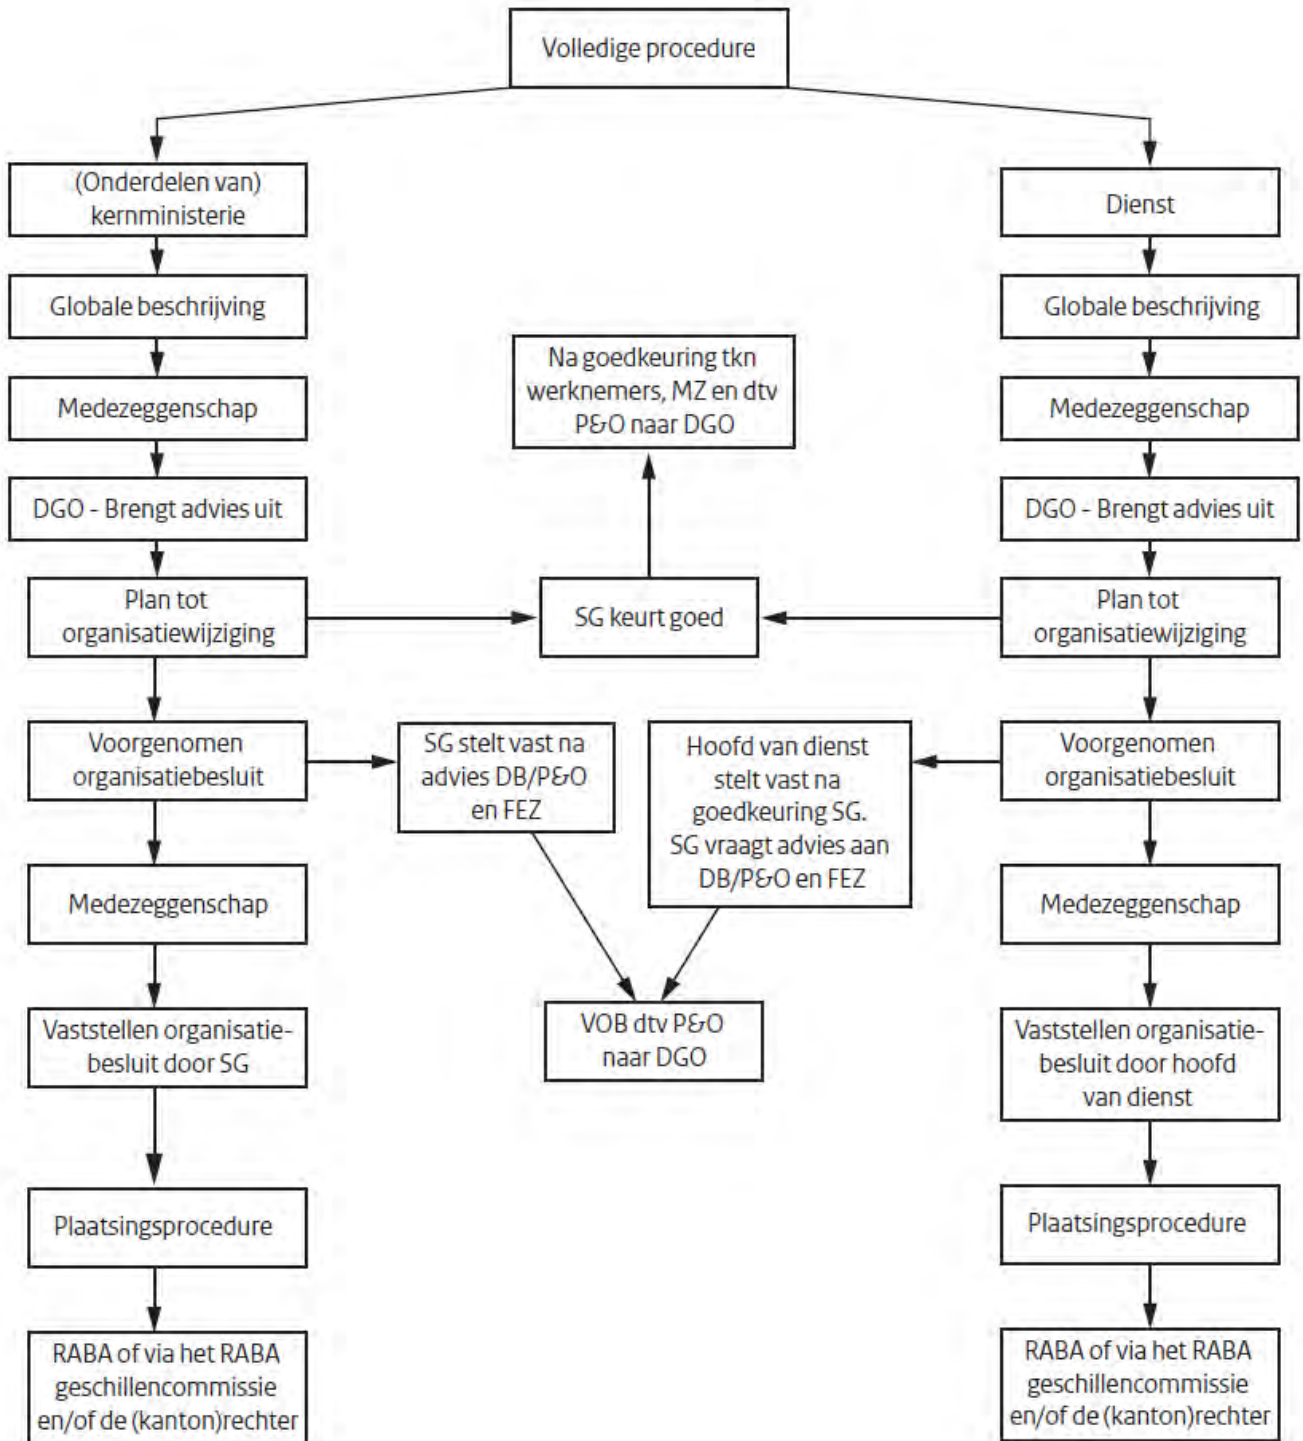 Volledige procedure
(Onderdelen van)
kernministerie
Dienst
Globale beschrijving
Globale beschrijving
Na goedkeuring tkn
werknemers, MZ en dtv
P&O naar DGO
Medezeggenschap
Medezeggenschap
DGO - Brengt advies uit
DGO - Brengt advies uit
Plan tot
organisatiewijziging
SG keurt goed
Plan tot
organisatiewijziging
Voorgenomen
organisatiebesluit
SG stelt vast na
advies DB/P&O
en FEZ
Hoofd van dienst
stelt vast na
goedkeuring SG.
SG vraagt advies aan
DB/P&O en FEZ
Voorgenomen
organisatiebesluit
Medezeggenschap
Medezeggenschap
Vaststellen organisatie-
besluit door SG
VOB dtv P&O
naar DGO
Vaststellen organisatie-
besluit door hoofd
van dienst
Plaatsingsprocedure
Plaatsingsprocedure
RABA of via het RABA
geschillencommissie
en/of de (kanton)rechter
RABA of via het RABA
geschillencommissie
en/of de (kanton)rechter